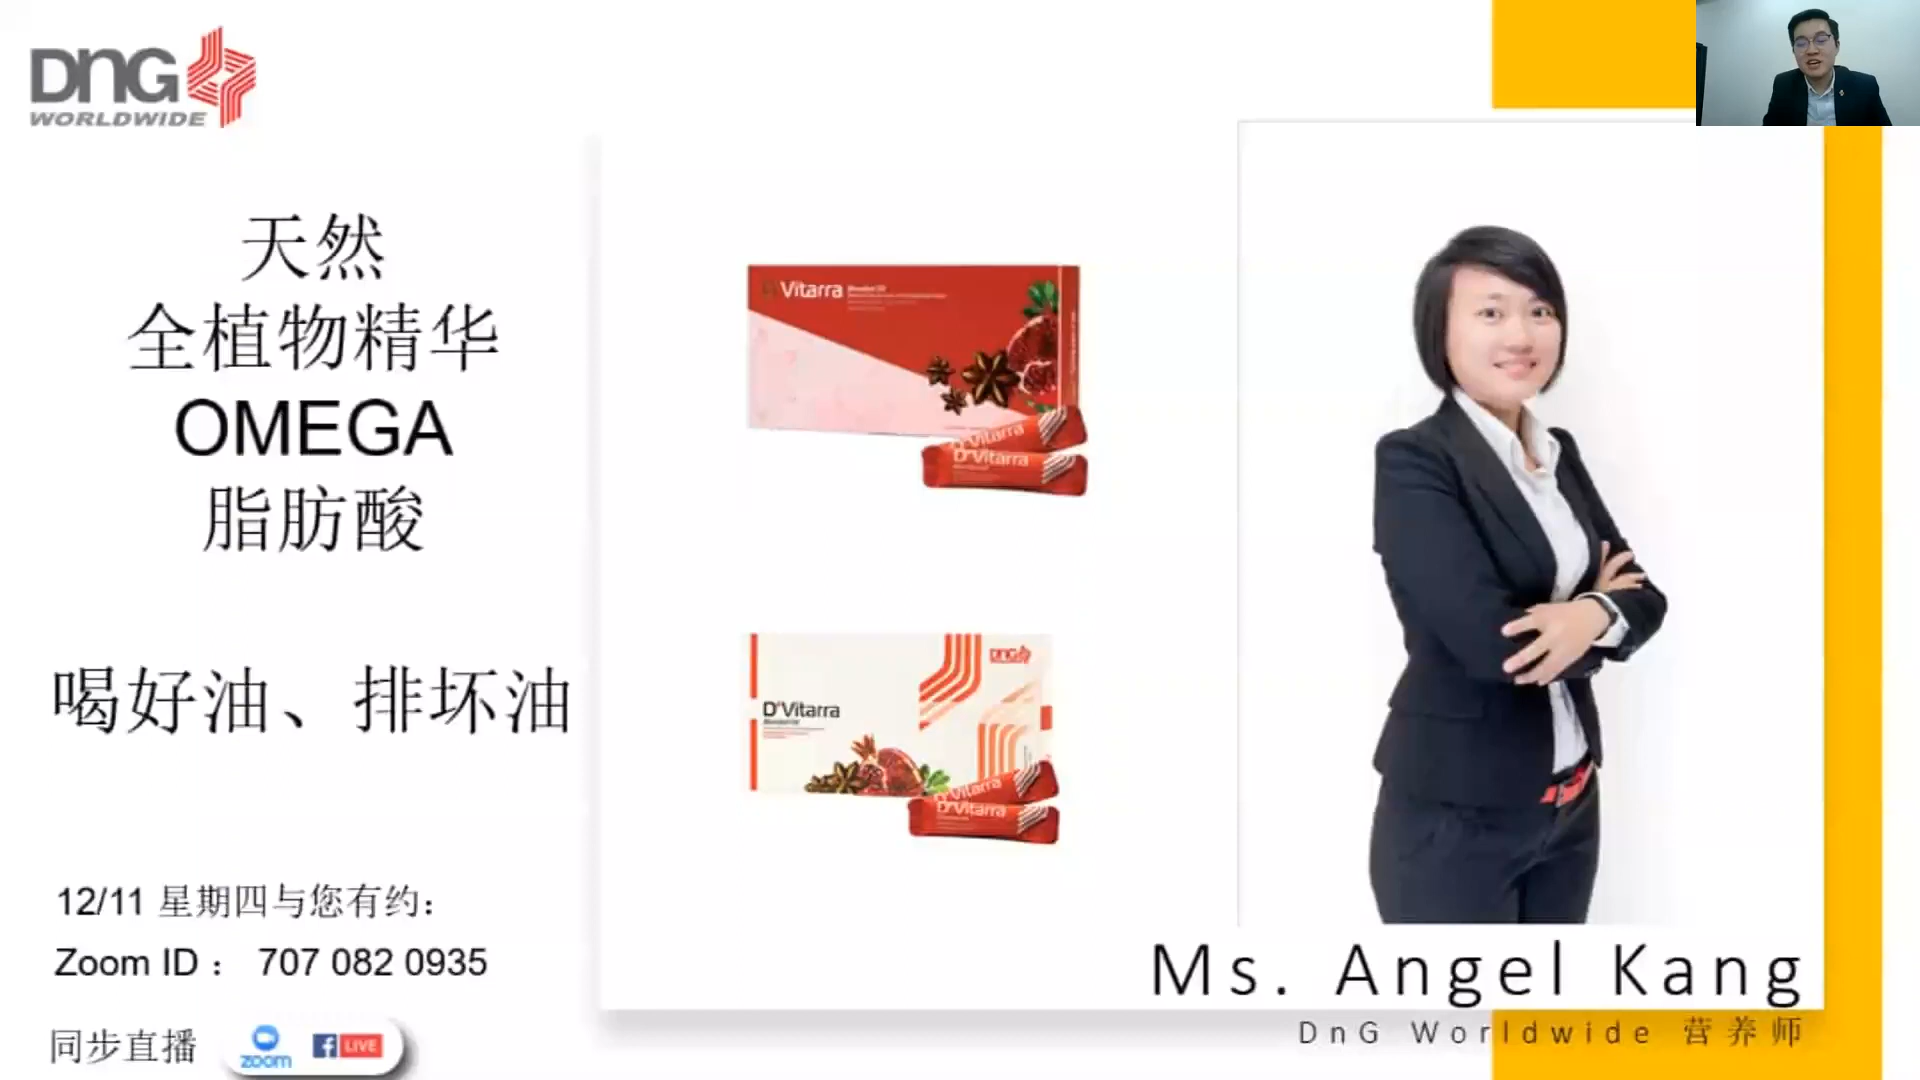 DNG
WORLDWIDE
天然
全植物精华
OMEGA
脂肪酸
喝好油、排坏油
12/11 星期四与您有约：
Zoom ID： 707 082 0935
同步直播
zoom
LIVE
D'Vitarra
D'Vitarra
D'Vitarra
DNG
D'Vitarra
D'Vitarra
D'Vitarra
Ms. Angel Kang
DnG Worldwide 营养师